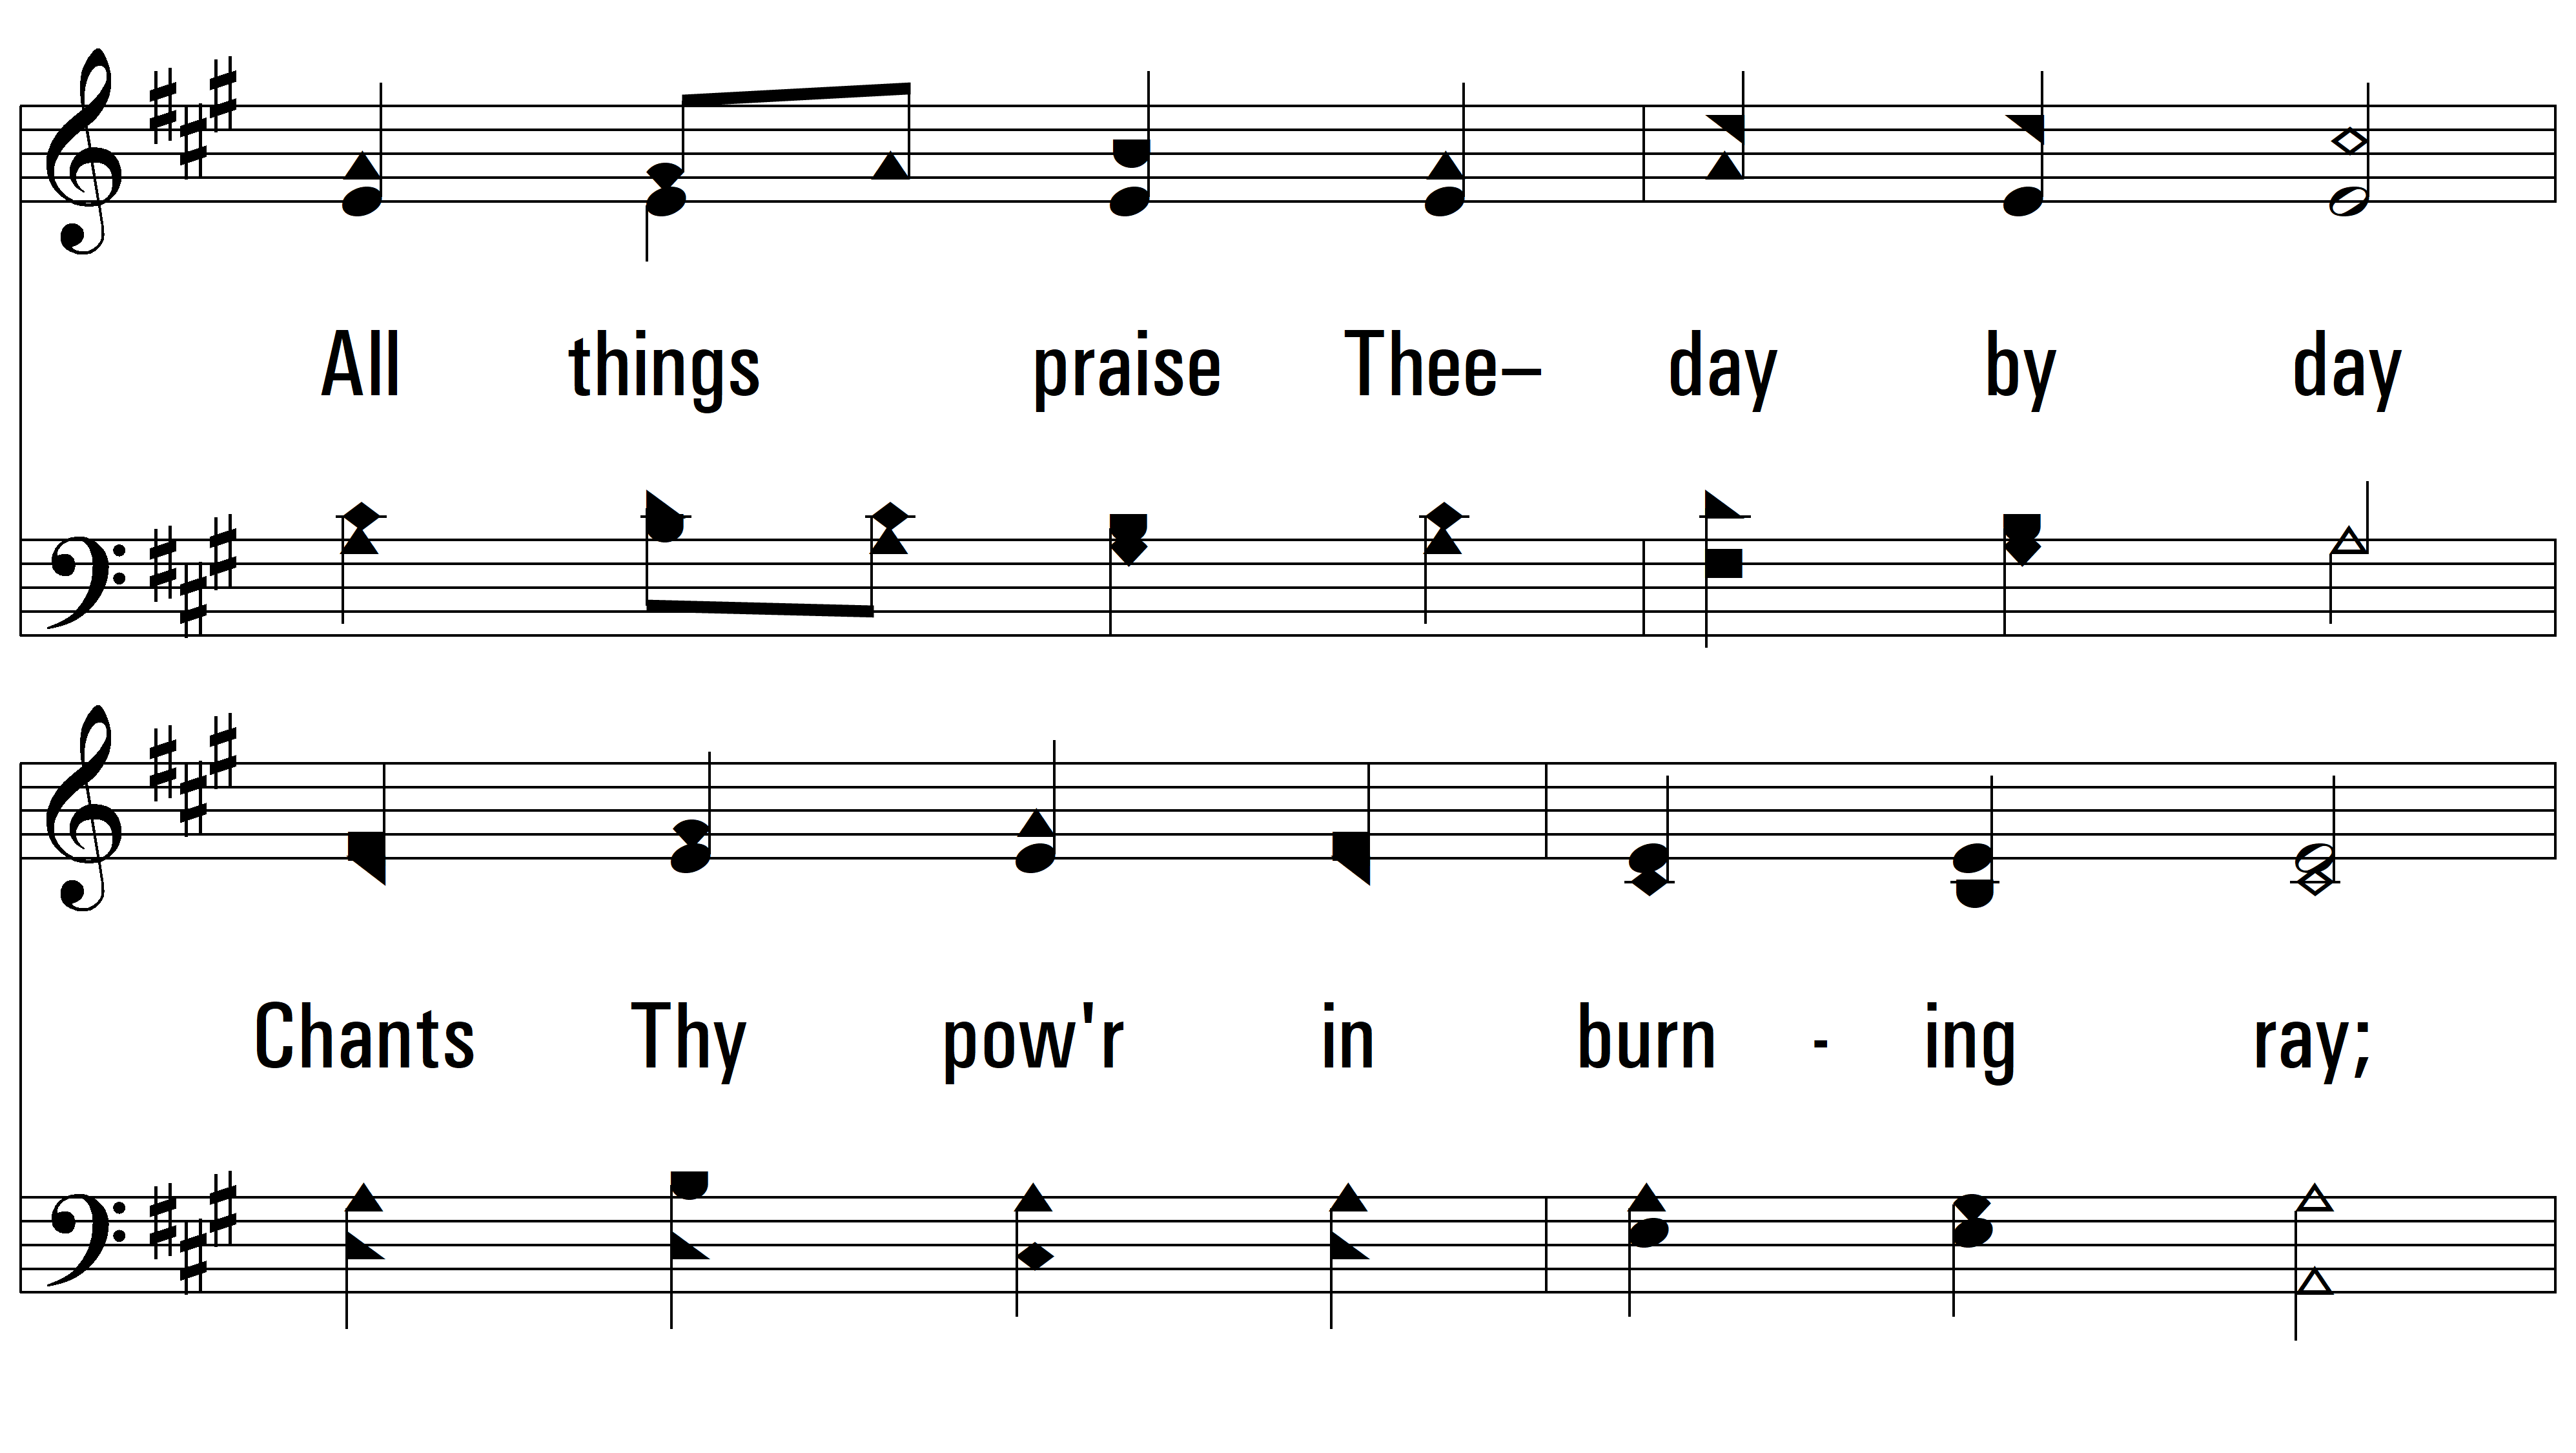 All things praise Thee– day by day
Chants Thy pow'r in burn - ing ray;